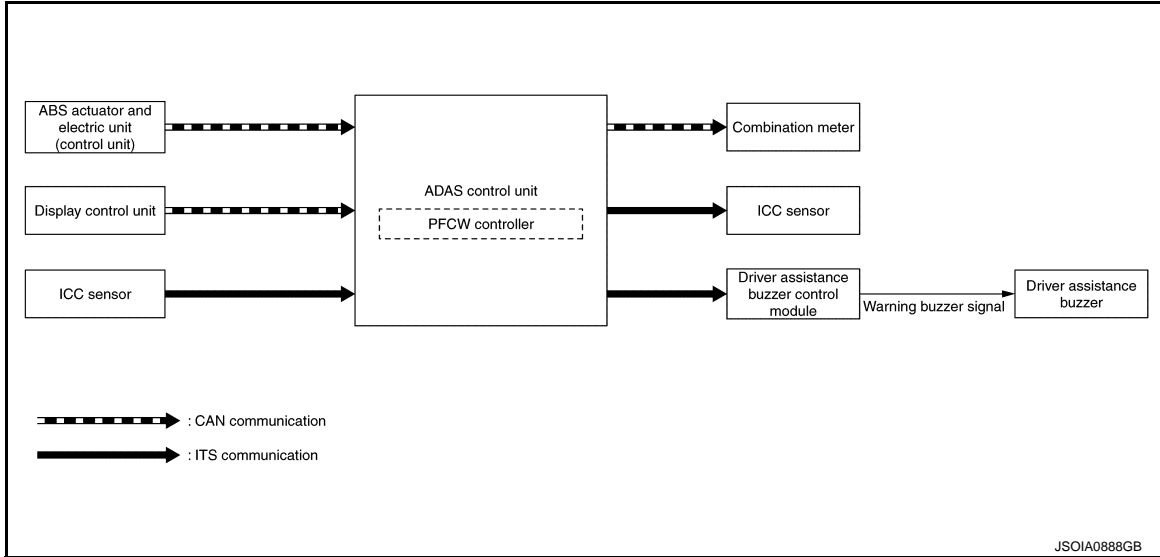 ABS actuator and
electric unit
(control unit)
Display control unit
ICC sensor
ADAS control unit
PFCW controller
Combination meter
ICC sensor
Driver assistance
buzzer control
module
Warning buzzer signal
Driver assistance
buzzer
: CAN communication
: ITS communication
JSOIA0888GB